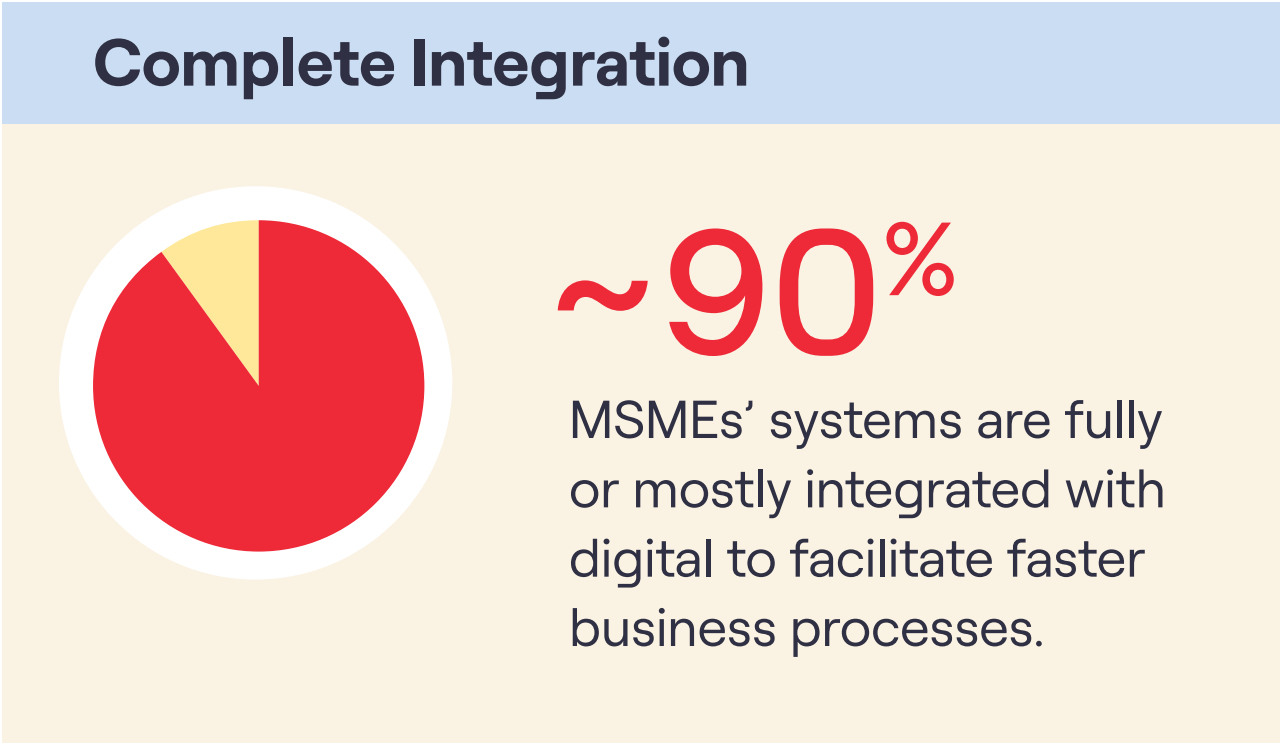 Complete Integration
~90%
MSMEs’ systems are fully
or mostly integrated with
digital to facilitate faster
business processes.